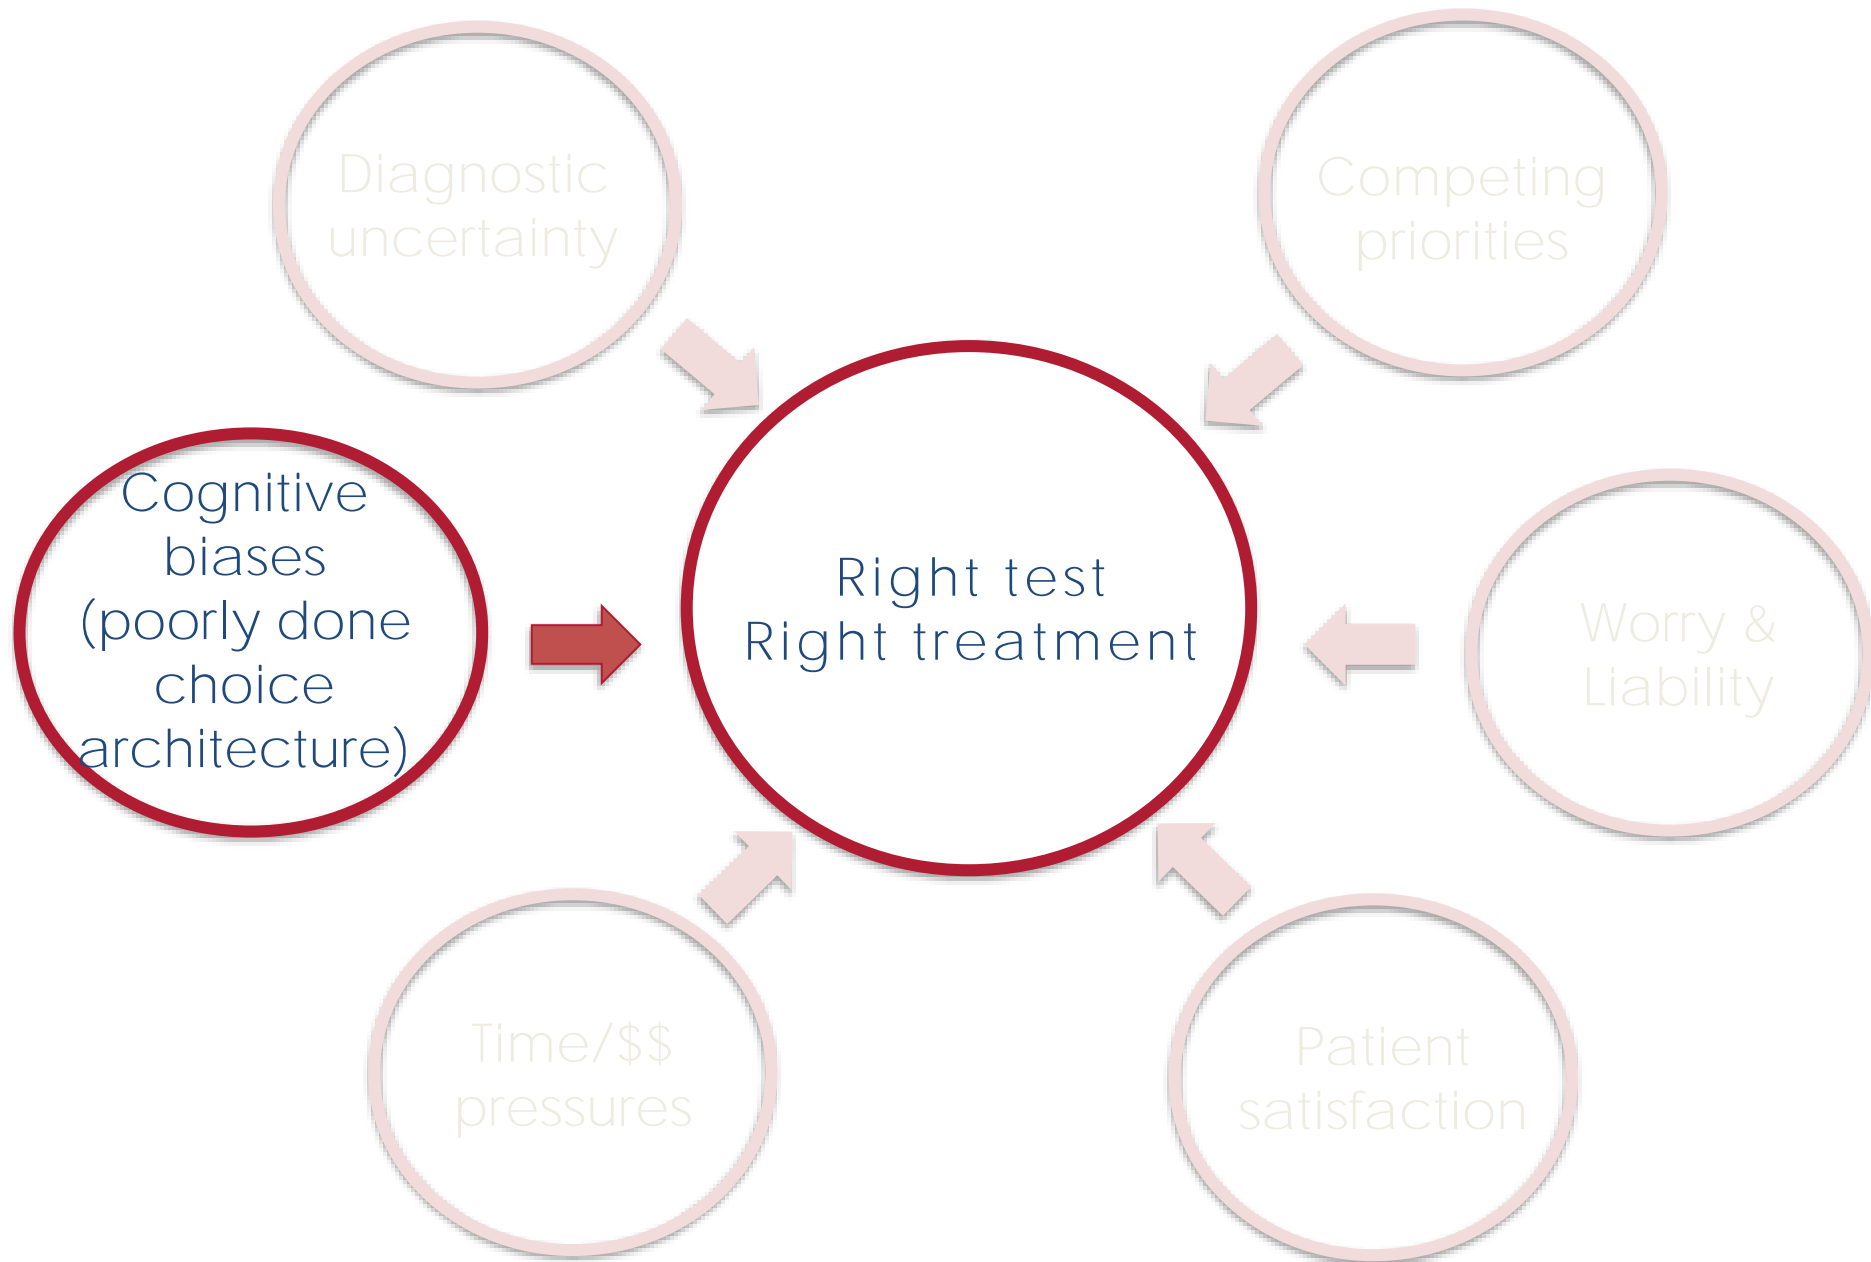 Diagnostic
uncertainty
Competing
priorities
Cognitive
biases
(poorly done
choice
architecture)
Right test
Right treatment
Worry &
Liability
Time/$$
pressures
Patient
satisfaction